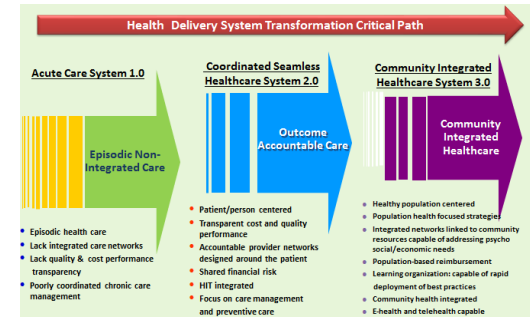 Health Delivery System Transformation Critical Path
Acute Care System 1.0
Episodic Non-
Integrated Care
Episodic health care
Lack integrated care networks
Lack quality & cost performance
transparency
Poorly coordinated chronic care
management
Coordinated Seamless
Healthcare System 2.0
Outcome
Accountable Care
Patient/person centered
Transparent cost and quality
performance
Accountable provider networks
designed around the patient
Shared financial risk
HIT integrated
Focus on care management
and preventive care
Community Integrated
Healthcare System 3.0
Community
Integrated
Healthcare
Healthy population centered
Population health focused strategies
Integrated networks linked to community
resources capable of addressing psycho
social/economic needs
Population-based reimbursement
Learning organization: capable of rapid
deployment of best practices
Community health integrated
E-health and telehealth capable